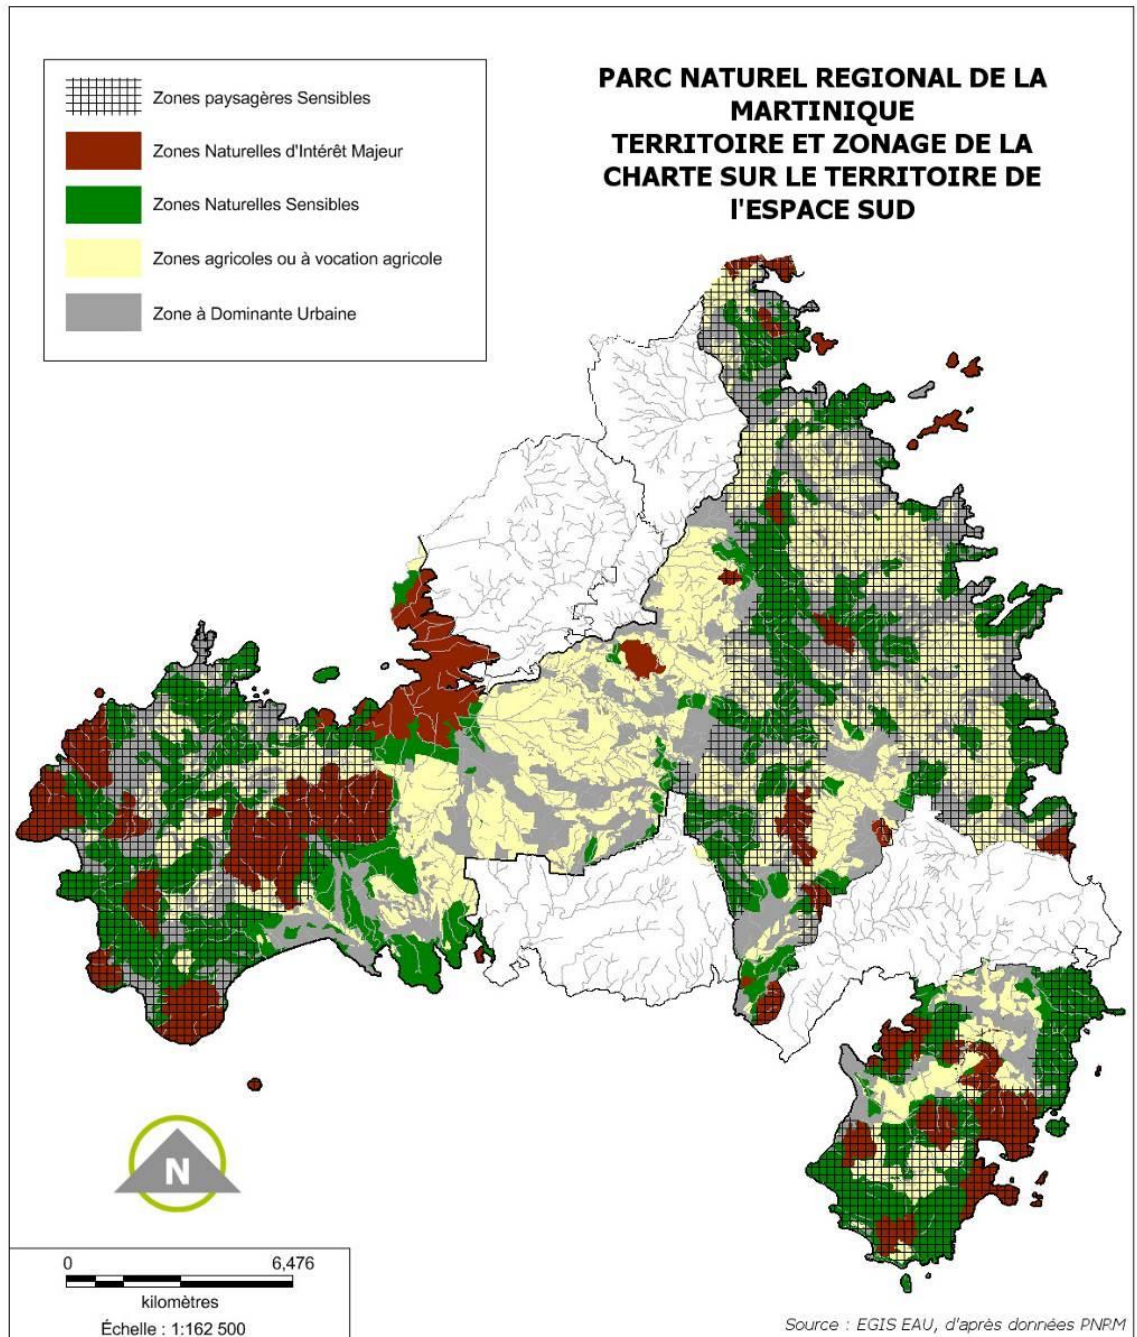 PARC NATUREL REGIONAL DE LA
MARTINIQUE
TERRITOIRE ET ZONAGE DE LA
CHARTE SUR LE TERRITOIRE DE
l'ESPACE SUD
Zones paysagères Sensibles
Zones Naturelles d'Intérêt Majeur
Zones Naturelles Sensibles
Zones agricoles ou à vocation agricole
Zone à Dominante Urbaine
N
0 6,476
kilomètres
Échelle : 1:162 500
Source : EGIS EAU, d'après données PNRM